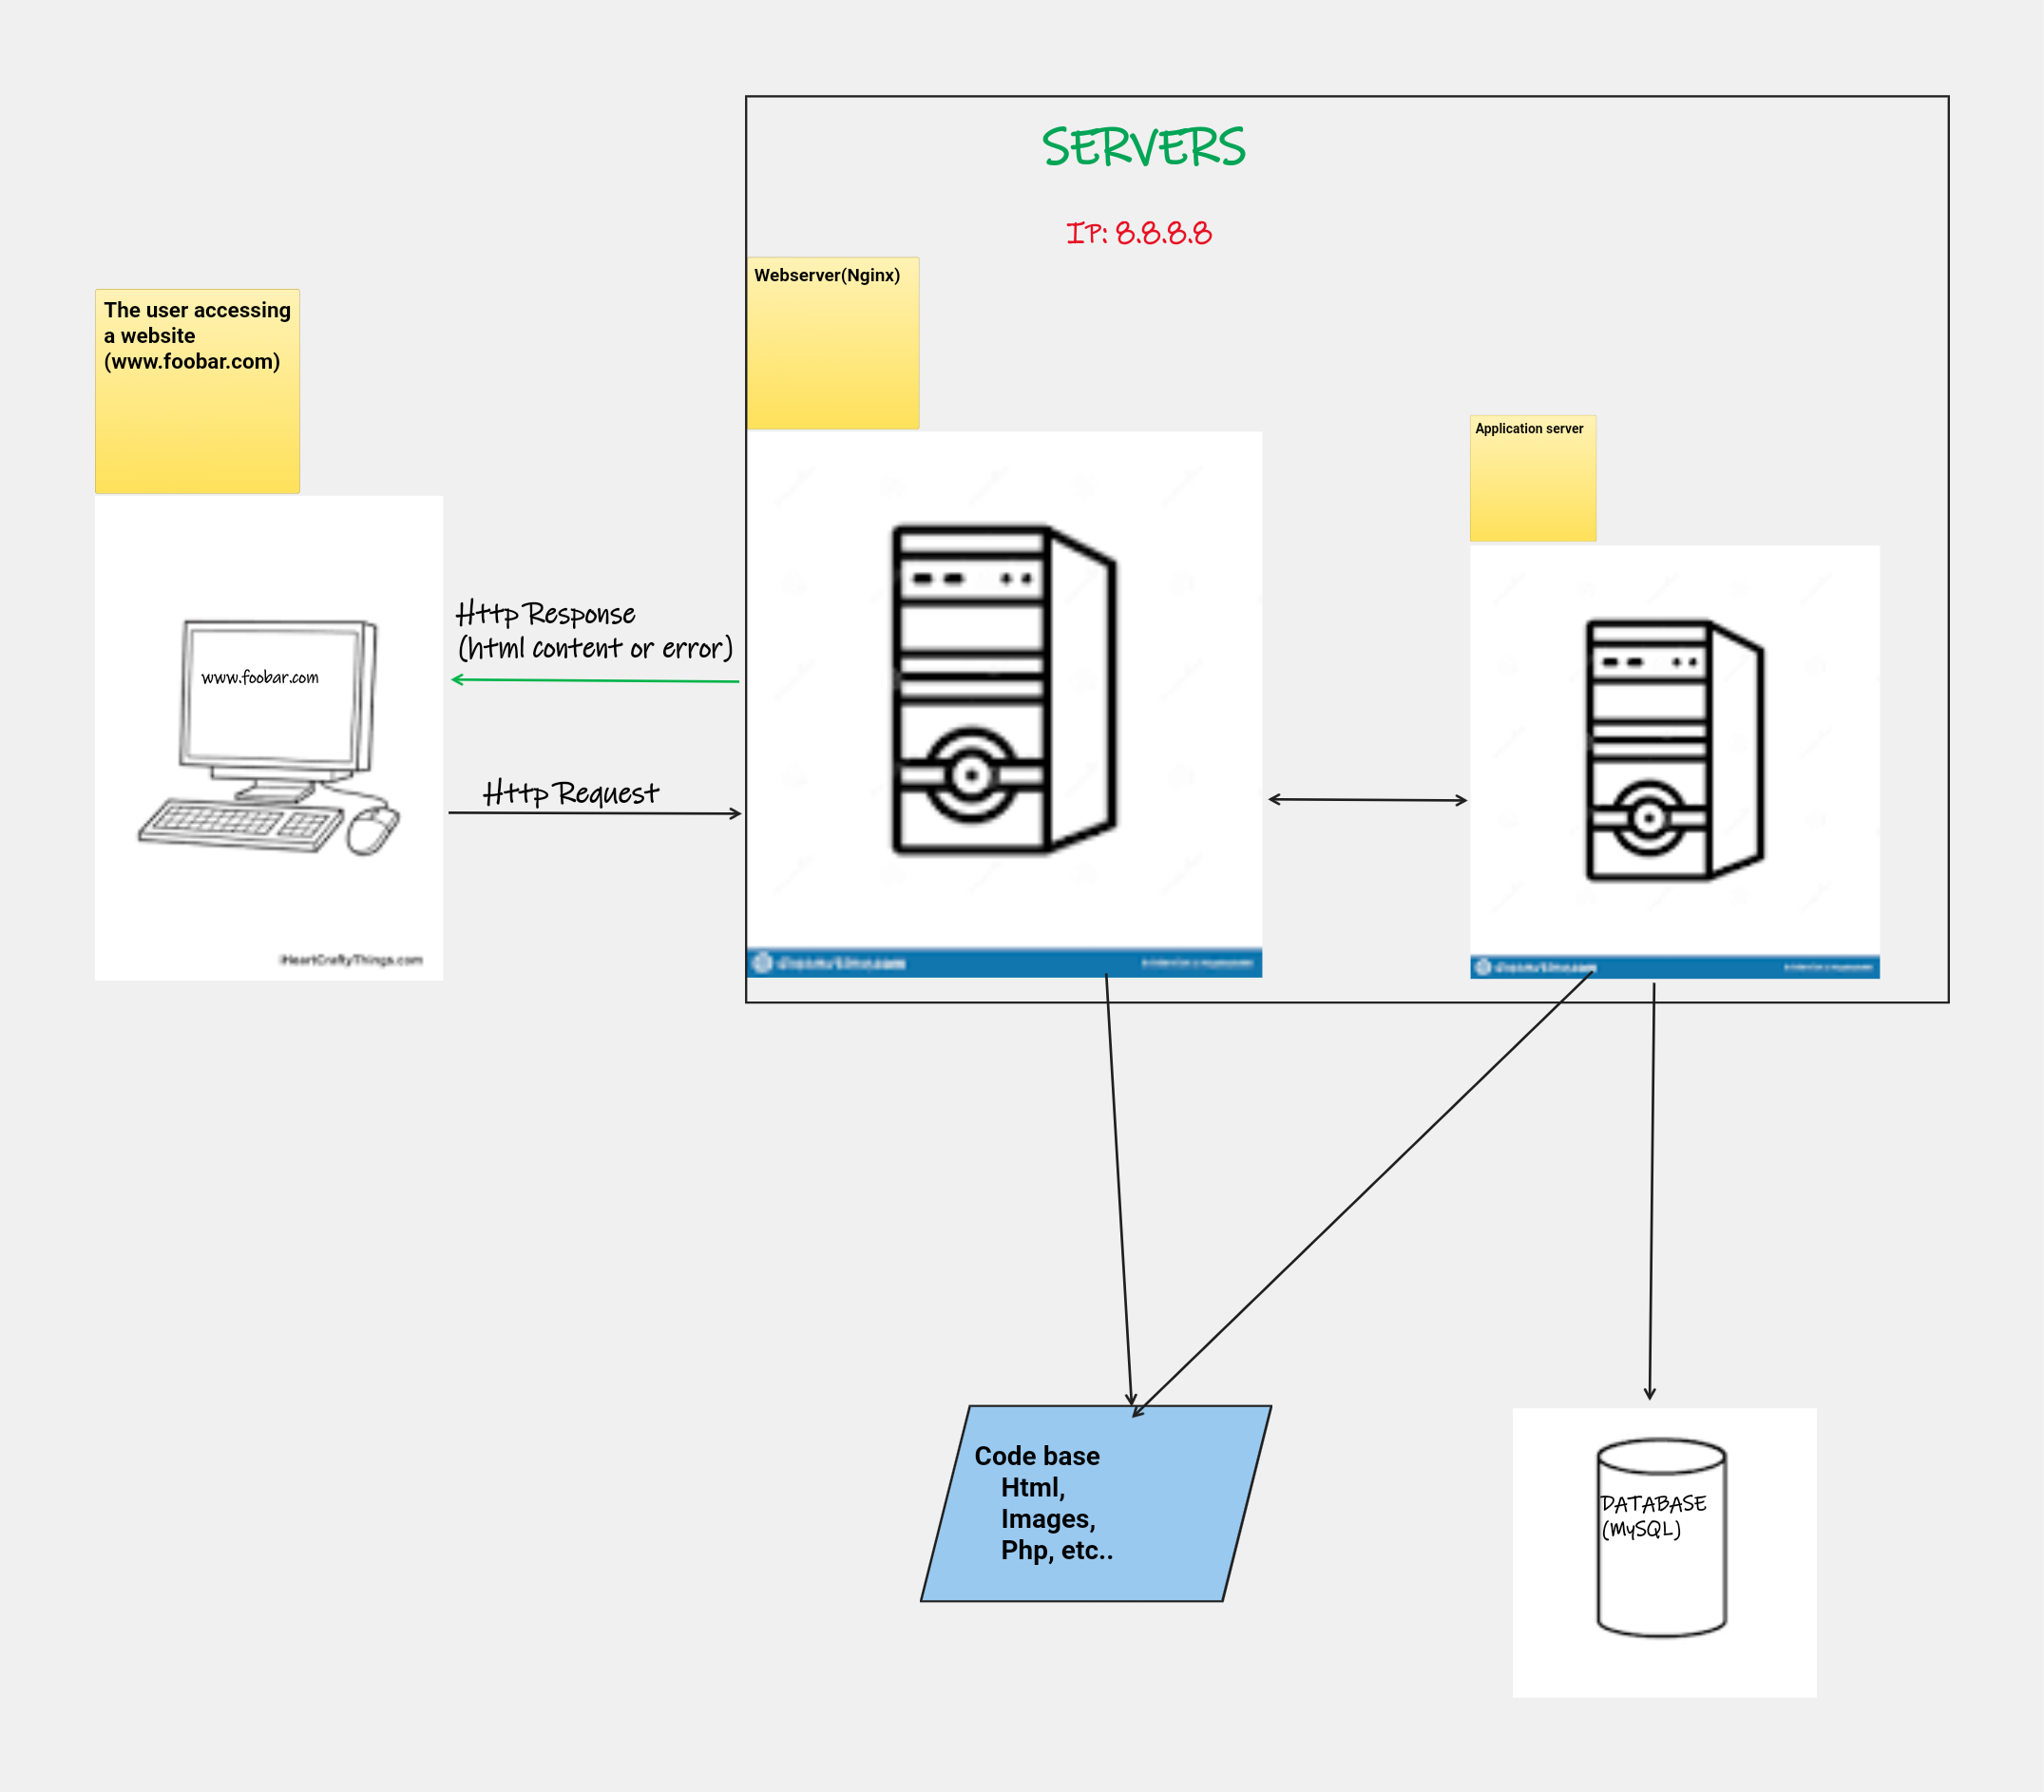 SERVERS
IP: 8.8.8.8
Webserver(Nginx)
The user accessing
a website
(www.foobar.com)
Application server
Http Response
(html content or error)
www.foobar.com
Http Request
iHeartCraftyThings.com
Code base
Html,
Images,
Php, etc..
DATABASE
(MySQL)